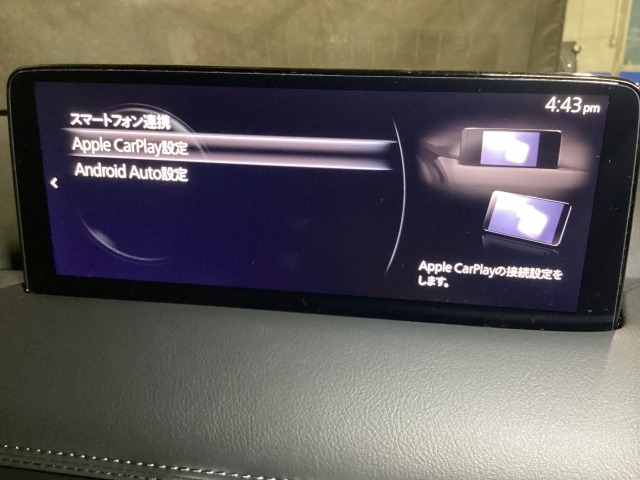 4:43 pm
スマートフォン連携
Apple CarPlay設定
Android Auto設定
Apple CarPlayの接続設定を
します。